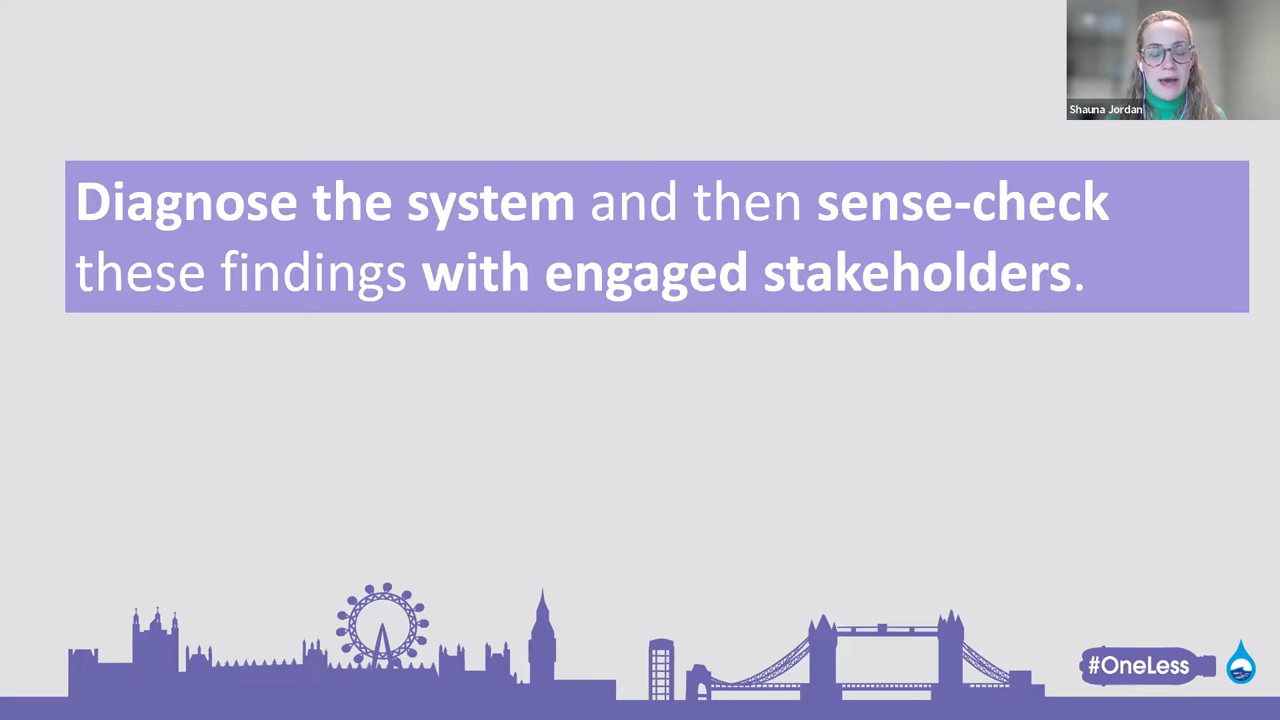 Shauna Jordan
Diagnose the system and then sense-check
these findings with engaged stakeholders.
#OneLess